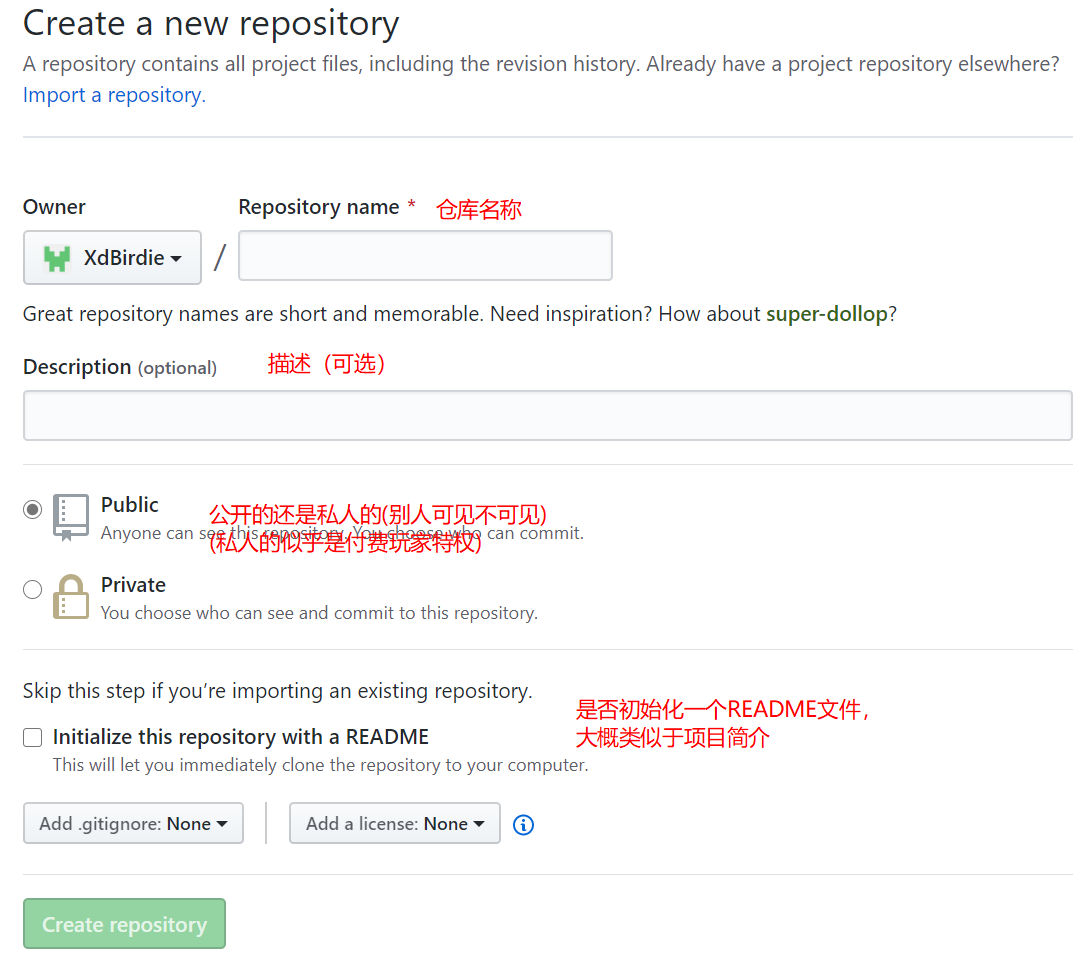 Create a new repository
A repository contains all project files, including the revision history. Already have a project repository elsewhere?
Import a repository.
Owner
Repository name * 仓库名称
XdBirdie /
Great repository names are short and memorable. Need inspiration? How about super-dollop?
Description (optional) 描述（可选）
Public
公开的还是私人的(别人可见不可见)
Anyone can see this repository. You choose who can commit.
(私人的似乎是付费玩家特权)
Private
You choose who can see and commit to this repository.
Skip this step if you’re importing an existing repository.
是否初始化一个README文件，
大概类似于项目简介
Initialize this repository with a README
This will let you immediately clone the repository to your computer.
Add .gitignore: None
Add a license: None
Create repository